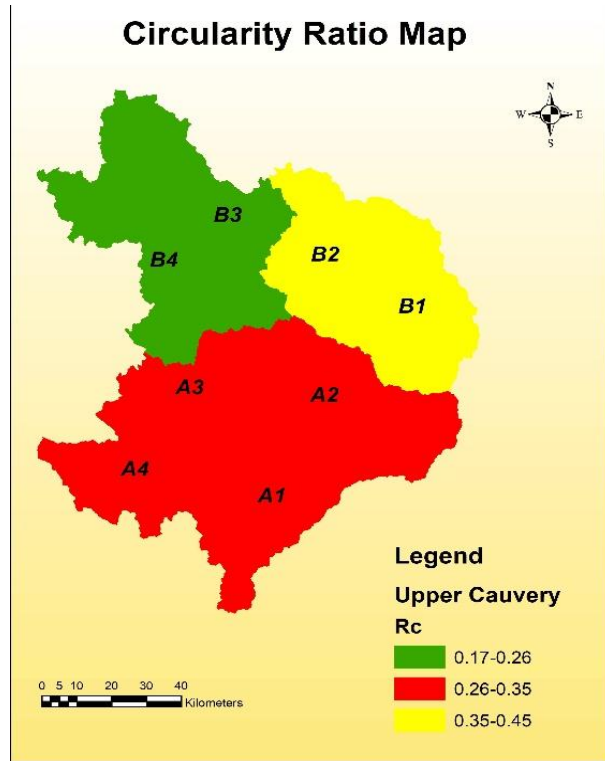 Circularity Ratio Map
N
W E
S
B3
B2
B4
B1
A3
A2
A4
A1
Legend
Upper Cauvery
Rc
0.17-0.26
0.26-0.35
0.35-0.45
0 5 10 20 30 40
Kilometers